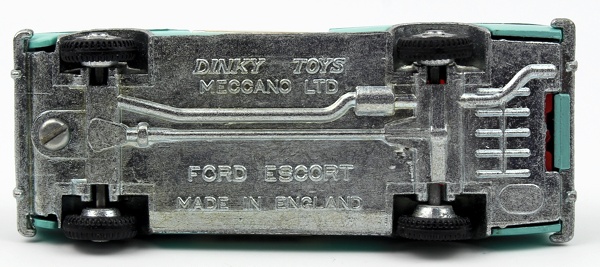 DINKY TOYS
MECCANO LTD
FORD ESCORT
MADE IN ENGLAND